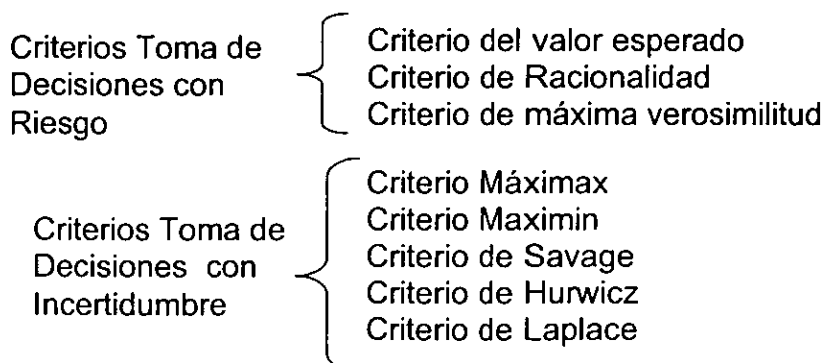 Criterios Toma de
Decisiones con
Riesgo
Criterio del valor esperado
Criterio de Racionalidad
Criterio de máxima verosimilitud
Criterios Toma de
Decisiones con
Incertidumbre
Criterio Máximax
Criterio Maximin
Criterio de Savage
Criterio de Hurwicz
Criterio de Laplace